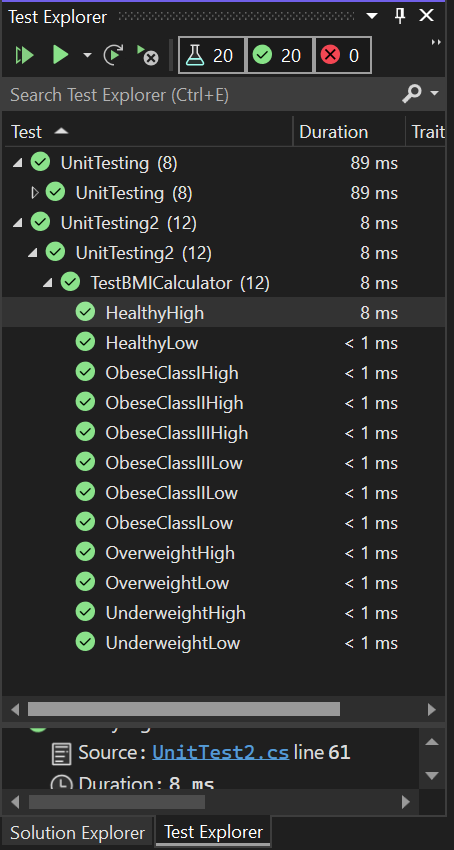 Test Explorer
20 20 0
Search Test Explorer (Ctrl+E)
Test Duration Trait
UnitTesting (8) 89 ms
UnitTesting (8) 89 ms
UnitTesting2 (12) 8 ms
UnitTesting2 (12) 8 ms
TestBMICalculator (12) 8 ms
HealthyHigh 8 ms
HealthyLow < 1 ms
ObeseClassIHigh < 1 ms
ObeseClassIIHigh < 1 ms
ObeseClassIIIHigh < 1 ms
ObeseClassIIILow < 1 ms
ObeseClassIILow < 1 ms
ObeseClassILow < 1 ms
OverweightHigh < 1 ms
OverweightLow < 1 ms
UnderweightHigh < 1 ms
UnderweightLow < 1 ms
Source: UnitTest2.cs line 61
Duration: 8 ms
Solution Explorer Test Explorer